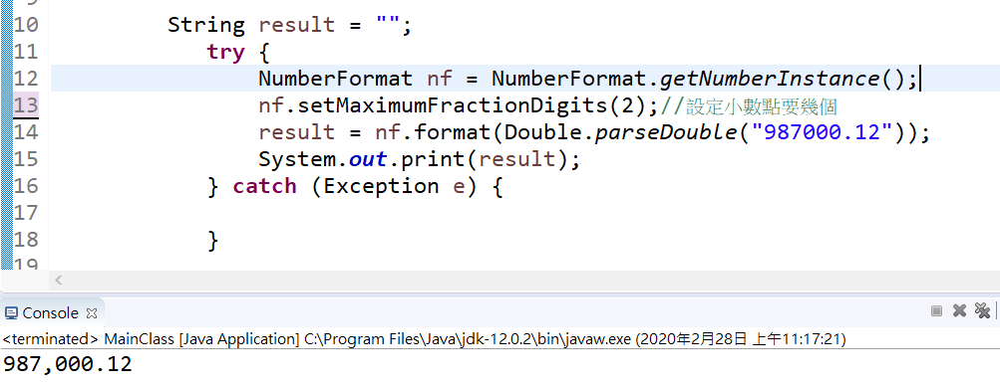 10 String result = "";
11 try {
12 NumberFormat nf = NumberFormat.getNumberInstance();
13 nf.setMaximumFractionDigits(2);//設定小數點要幾個
14 result = nf.format(Double.parseDouble("987000.12"));
15 System.out.print(result);
16 } catch (Exception e) {
17
18 }
19
Console
<terminated> MainClass [Java Application] C:\Program Files\Java\jdk-12.0.2\bin\javaw.exe (2020年2月28日 上午11:17:21)
987,000.12